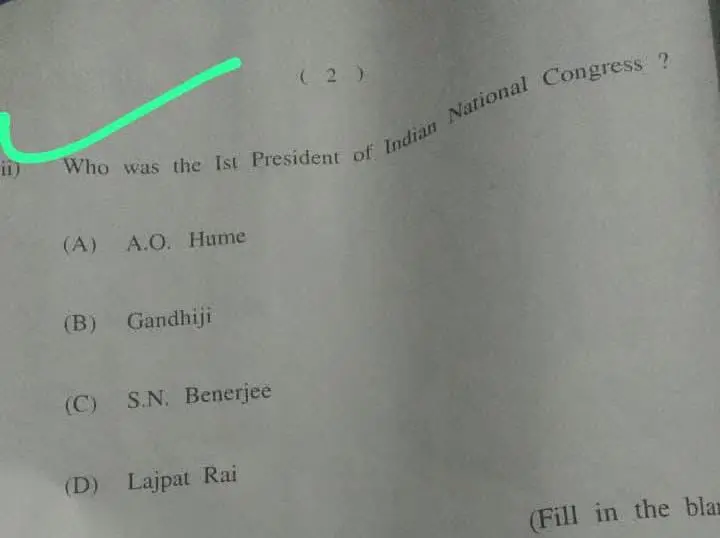 ( 2 )
ii) Who was the Ist President of Indian National Congress ?
(A) A.O. Hume
(B) Gandhiji
(C) S.N. Benerjee
(D) Lajpat Rai
(Fill in the